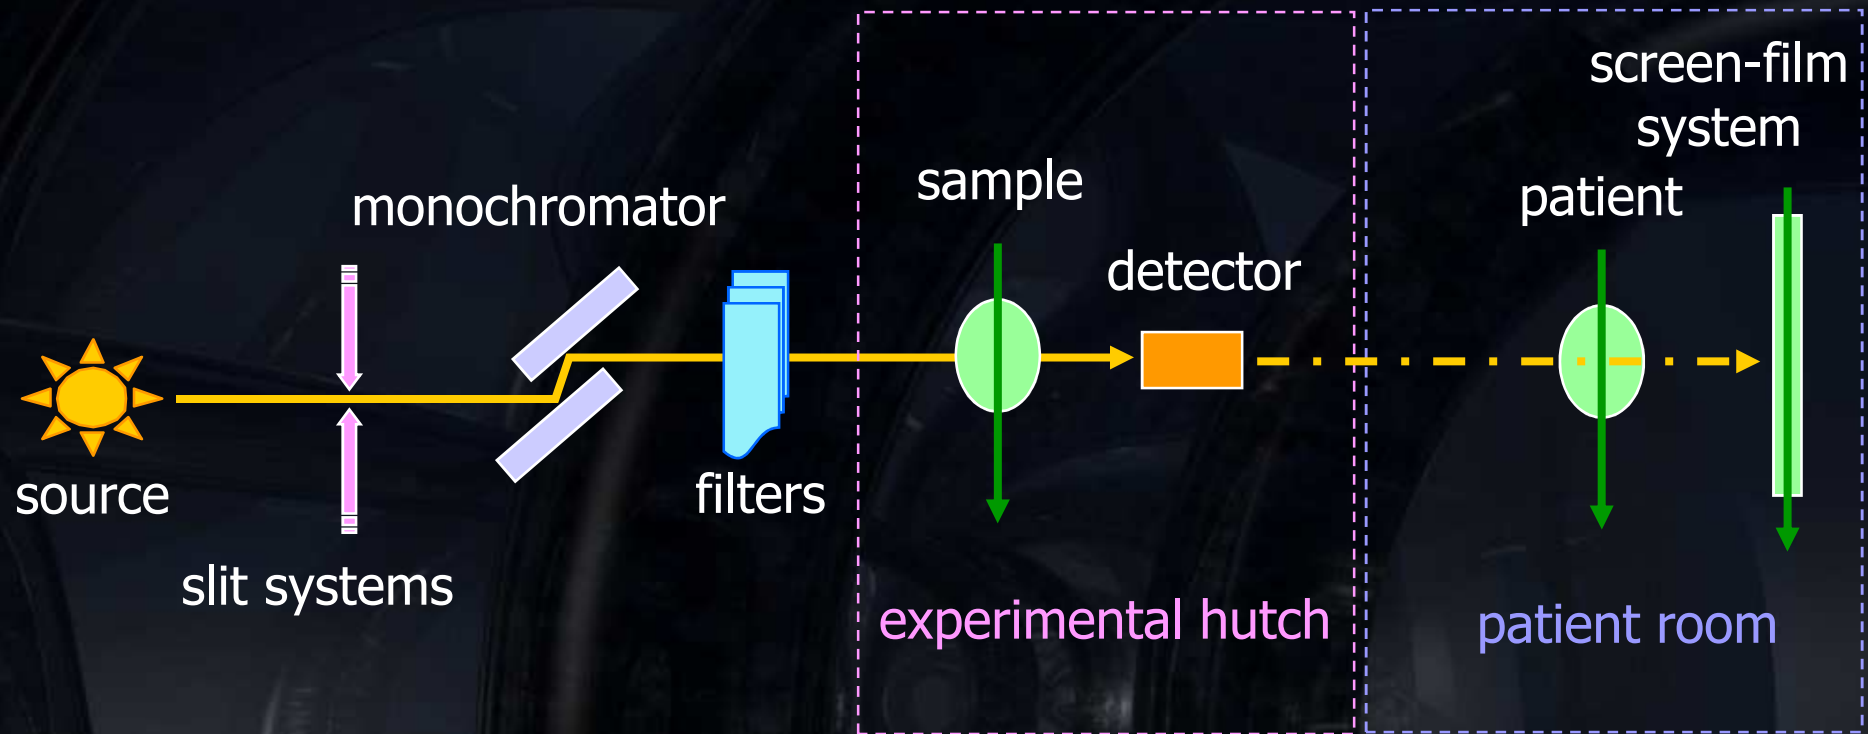 screen-film
system
sample
patient
monochromator
detector
source
filters
slit systems
experimental hutch
patient room